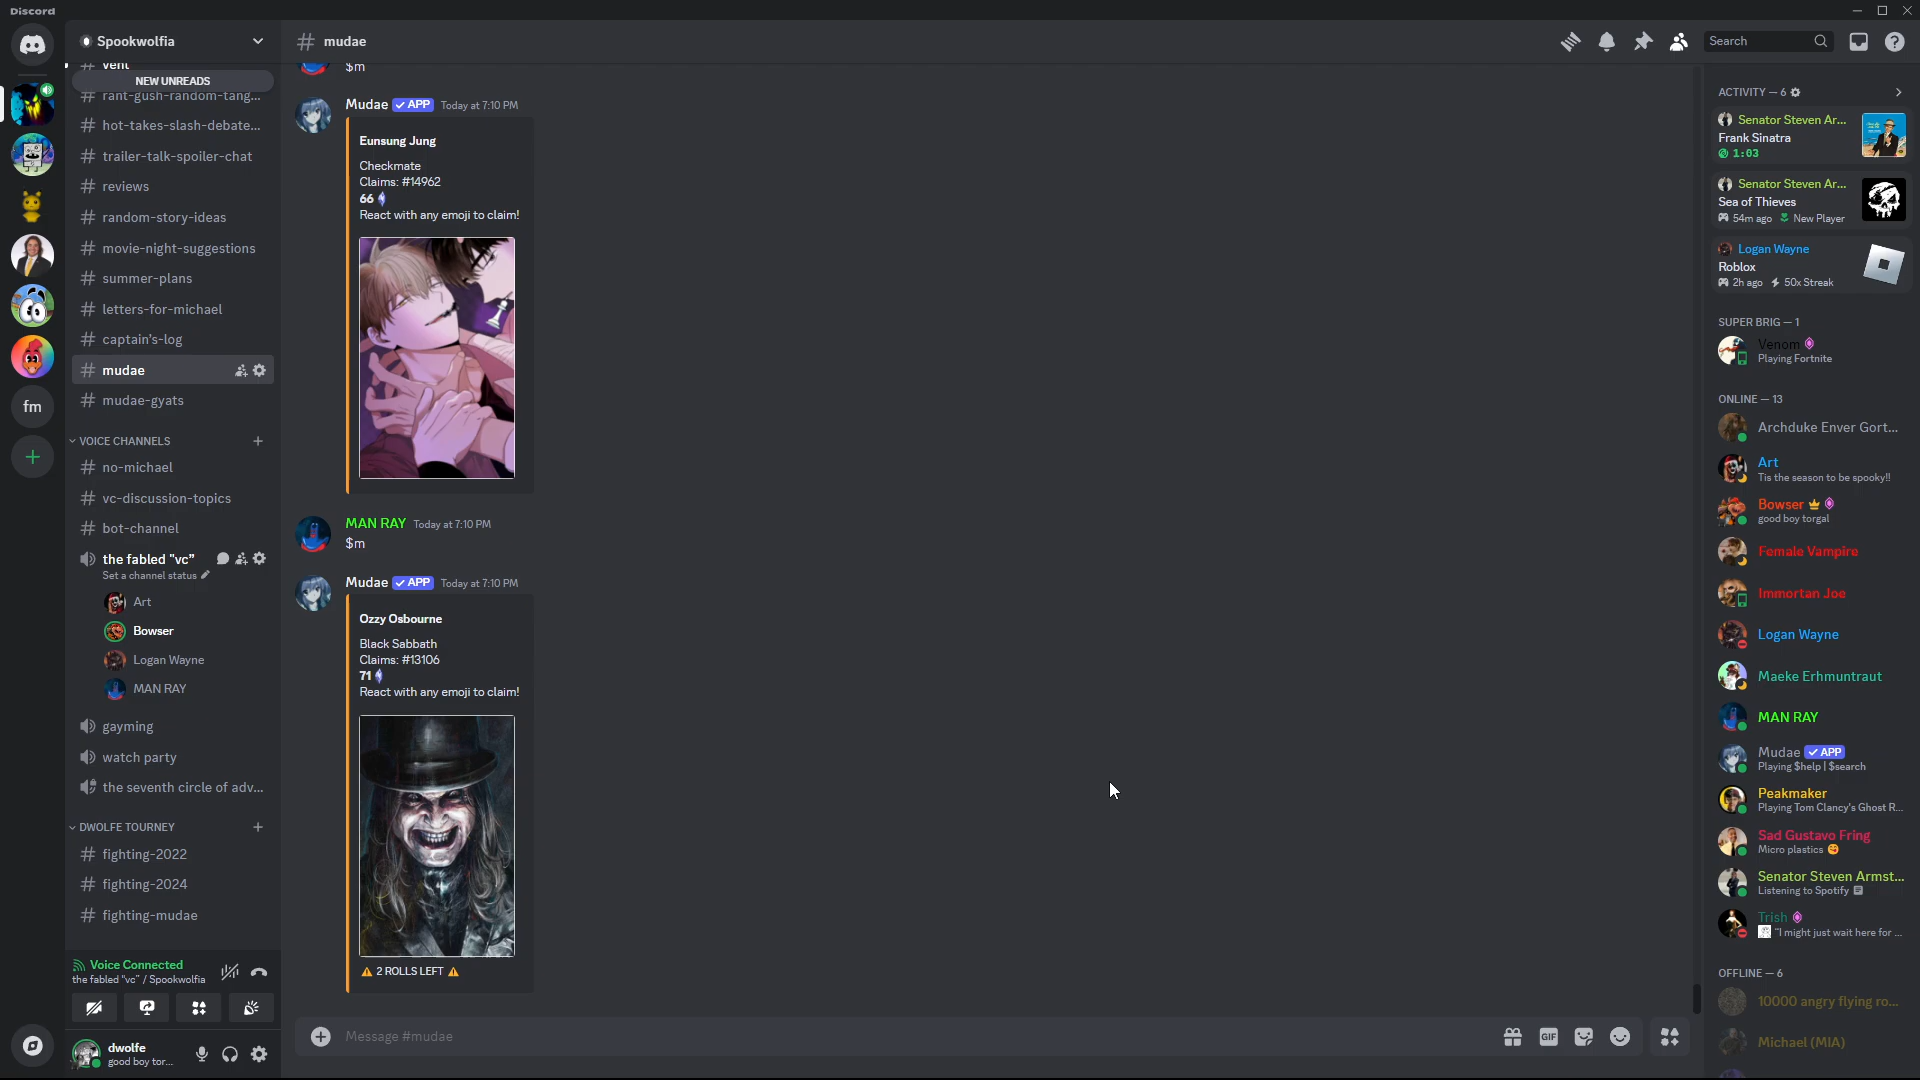 Discord
Spookwolfia
vent
NEW UNREADS
rant-gush-random-tang...
hot-takes-slash-debate...
trailer-talk-spoiler-chat
reviews
random-story-ideas
movie-night-suggestions
summer-plans
letters-for-michael
captain's-log
mudae
mudae-gyats
fm
VOICE CHANNELS
no-michael
vc-discussion-topics
bot-channel
the fabled "vc"
Set a channel status
Art
Bowser
Logan Wayne
MAN RAY
gayming
watch party
the seventh circle of adv...
DWOLFE TOURNEY
fighting-2022
fighting-2024
fighting-mudae
Voice Connected
the fabled "vc" / Spookwolfia
dwolfe
good boy tor...
# mudae
Search
$m
Mudae ✓ APP Today at 7:10 PM
Eunsung Jung
Checkmate
Claims: #14962
66
React with any emoji to claim!
MAN RAY Today at 7:10 PM
$m
Mudae ✓ APP Today at 7:10 PM
Ozzy Osbourne
Black Sabbath
Claims: #13106
71
React with any emoji to claim!
⚠ 2 ROLLS LEFT ⚠
Message #mudae
GIF
ACTIVITY — 6
Senator Steven Ar...
Frank Sinatra
1:03
Senator Steven Ar...
Sea of Thieves
54m ago New Player
Logan Wayne
Roblox
2h ago 50x Streak
SUPER BRIG — 1
Venom
Playing Fortnite
ONLINE — 13
Archduke Enver Gort...
Art
Tis the season to be spooky!!
Bowser
good boy torgal
Female Vampire
Immortan Joe
Logan Wayne
Maeke Erhmuntraut
MAN RAY
Mudae ✓ APP
Playing $help | $search
Peakmaker
Playing Tom Clancy's Ghost R...
Sad Gustavo Fring
Micro plastics 😋
Senator Steven Armst...
Listening to Spotify
Trish
"I might just wait here for ...
OFFLINE — 6
10000 angry flying ro...
Michael (MIA)